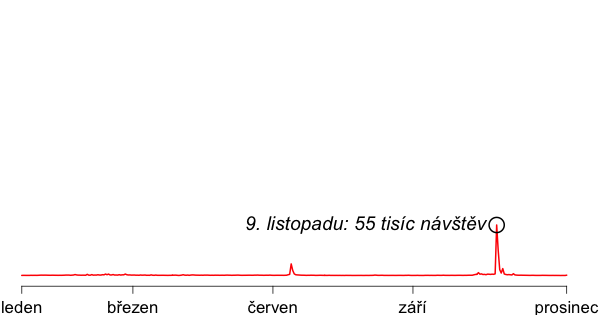 9. listopadu: 55 tisíc návštěv
leden březen červen září prosinec